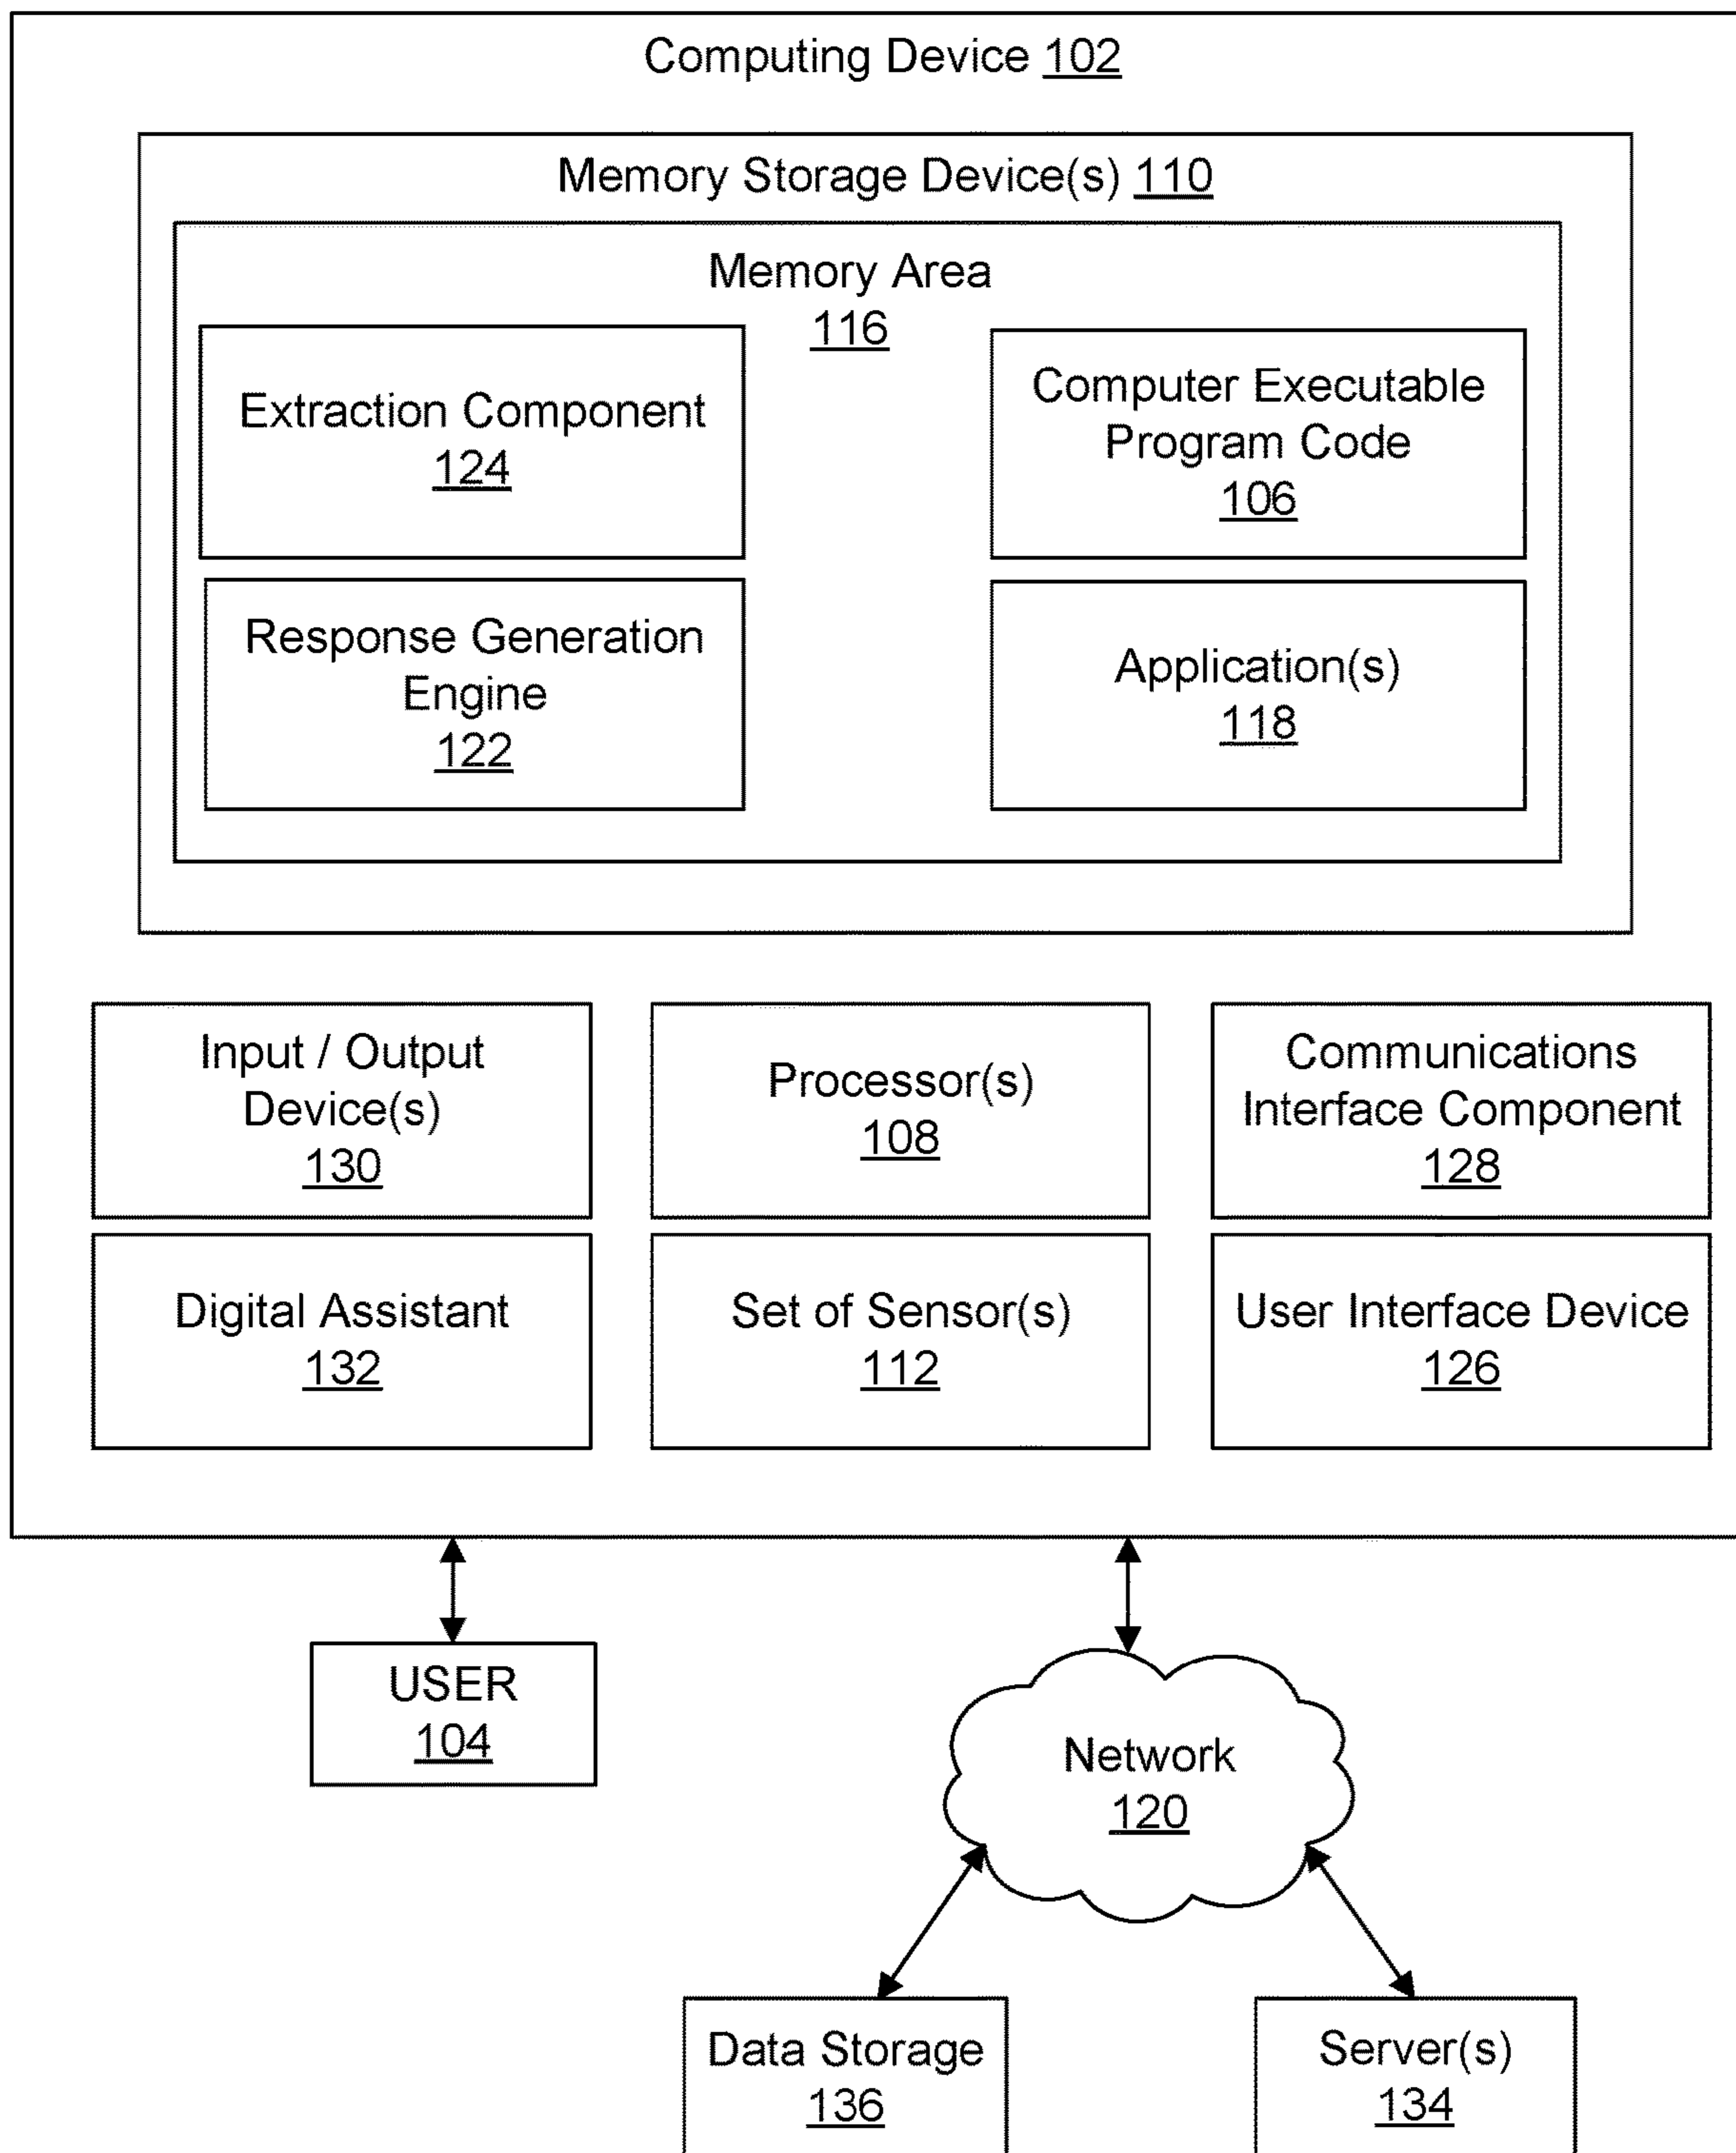 Computing Device 102
Memory Storage Device(s) 110
Memory Area
116
Extraction Component
124
Computer Executable
Program Code
106
Response Generation
Engine
122
Application(s)
118
Input / Output
Device(s)
130
Processor(s)
108
Communications
Interface Component
128
Digital Assistant
132
Set of Sensor(s)
112
User Interface Device
126
USER
104
Network
120
Data Storage
136
Server(s)
134